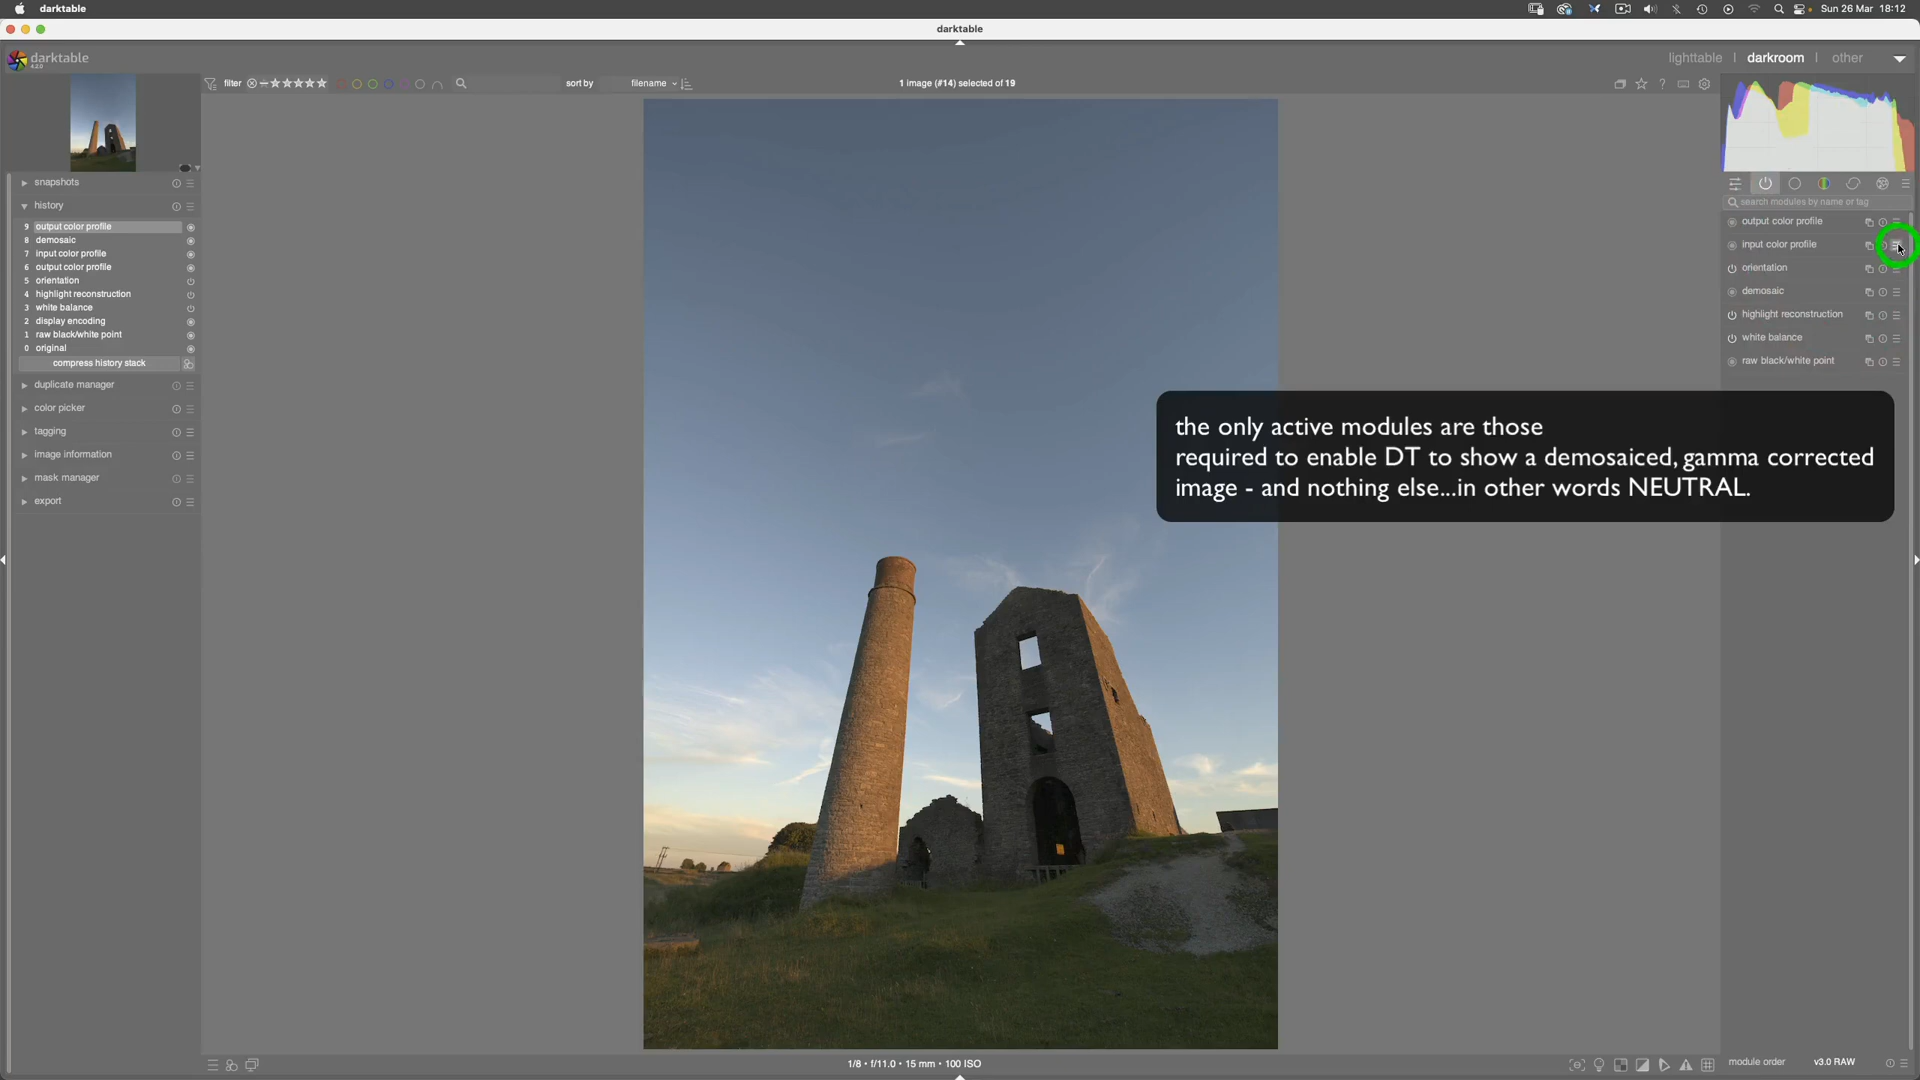 darktable
Sun 26 Mar 18:12
darktable
darktable
4.2.0
lighttable | darkroom | other
filter
sort by filename
1 image (#14) selected of 19
snapshots
history
9 output color profile
8 demosaic
7 input color profile
6 output color profile
5 orientation
4 highlight reconstruction
3 white balance
2 display encoding
1 raw black/white point
0 original
compress history stack
duplicate manager
color picker
tagging
image information
mask manager
export
search modules by name or tag
output color profile
input color profile
orientation
demosaic
highlight reconstruction
white balance
raw black/white point
the only active modules are those
required to enable DT to show a demosaiced, gamma corrected
image - and nothing else...in other words NEUTRAL.
1/8 • f/11.0 • 15 mm • 100 ISO
module order v3.0 RAW